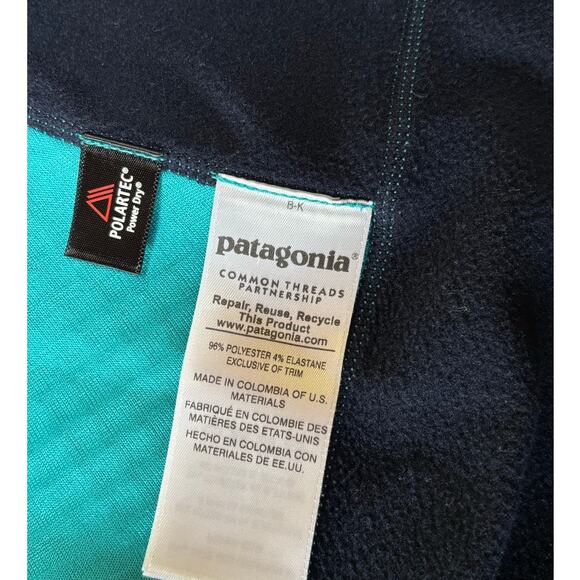 POLARTEC®
Power Dry®
B-K
patagonia®
COMMON THREADS
PARTNERSHIP
Repair, Reuse, Recycle
This Product
www.patagonia.com
96% POLYESTER 4% ELASTANE
EXCLUSIVE OF TRIM
MADE IN COLOMBIA OF U.S.
MATERIALS
FABRIQUÉ EN COLOMBIE DES
MATIÈRES DES ETATS-UNIS
HECHO EN COLOMBIA CON
MATERIALES DE EE.UU.